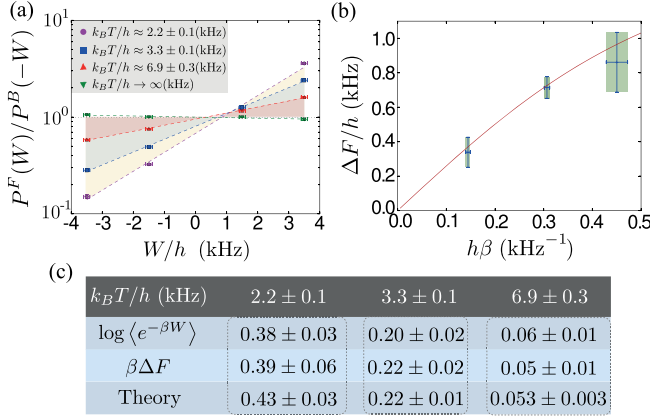 (a)
k_BT/h ≈ 2.2 ± 0.1(kHz)
k_BT/h ≈ 3.3 ± 0.1(kHz)
k_BT/h ≈ 6.9 ± 0.3(kHz)
k_BT/h → ∞(kHz)
P^F(W)/P^B(-W)
10^1
10^0
10^-1
-4 -3 -2 -1 0 1 2 3 4
W/h (kHz)
(b)
ΔF/h (kHz)
1.0
0.8
0.6
0.4
0.2
0.0
0.0 0.1 0.2 0.3 0.4 0.5
hβ (kHz^-1)
(c)
k_BT/h (kHz) 2.2 ± 0.1 3.3 ± 0.1 6.9 ± 0.3
log ⟨e^{-βW}⟩ 0.38 ± 0.03 0.20 ± 0.02 0.06 ± 0.01
βΔF 0.39 ± 0.06 0.22 ± 0.02 0.05 ± 0.01
Theory 0.43 ± 0.03 0.22 ± 0.01 0.053 ± 0.003